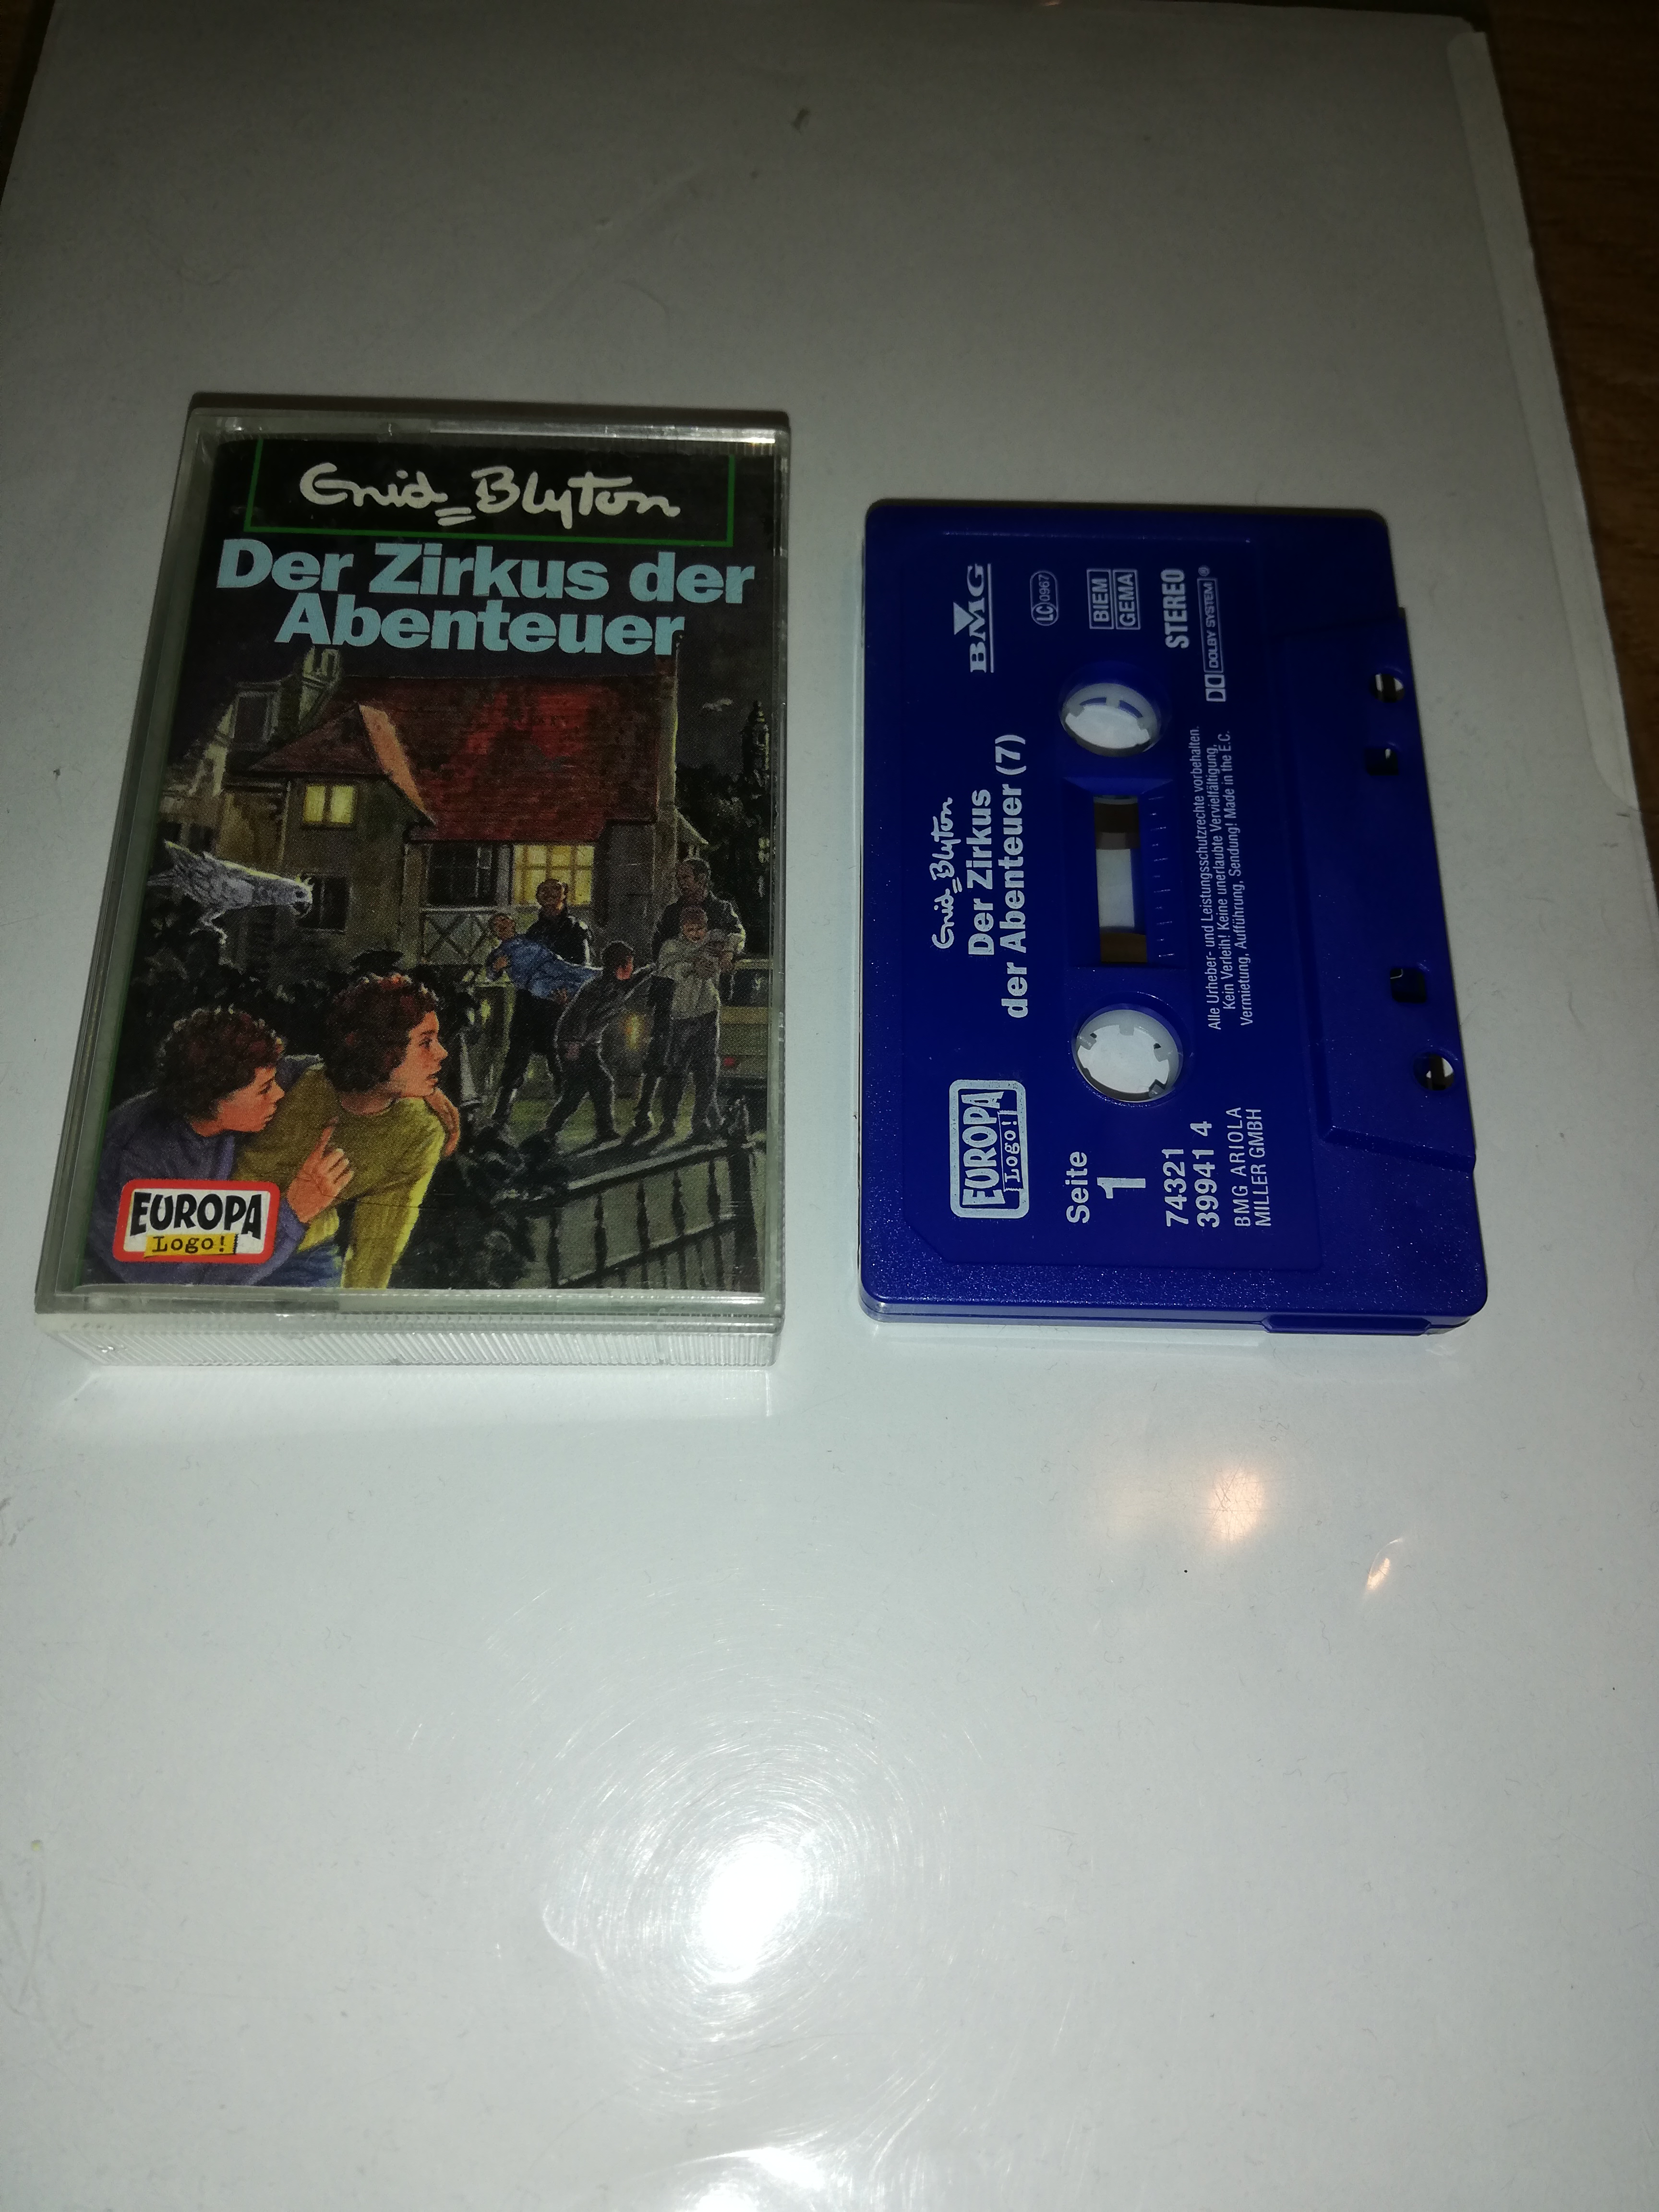 Enid Blyton
Der Zirkus der
Abenteuer
EUROPA
Logo!
EUROPA
Logo!
Enid Blyton
Der Zirkus
der Abenteuer (7)
BMG
LC 0967
BIEM
GEMA
STEREO
DOLBY SYSTEM®
Seite
1
74321
39941 4
BMG ARIOLA
MILLER GMBH
Alle Urheber- und Leistungsschutzrechte vorbehalten.
Kein Verleih! Keine unerlaubte Vervielfältigung,
Vermietung, Aufführung, Sendung! Made in the E.C.